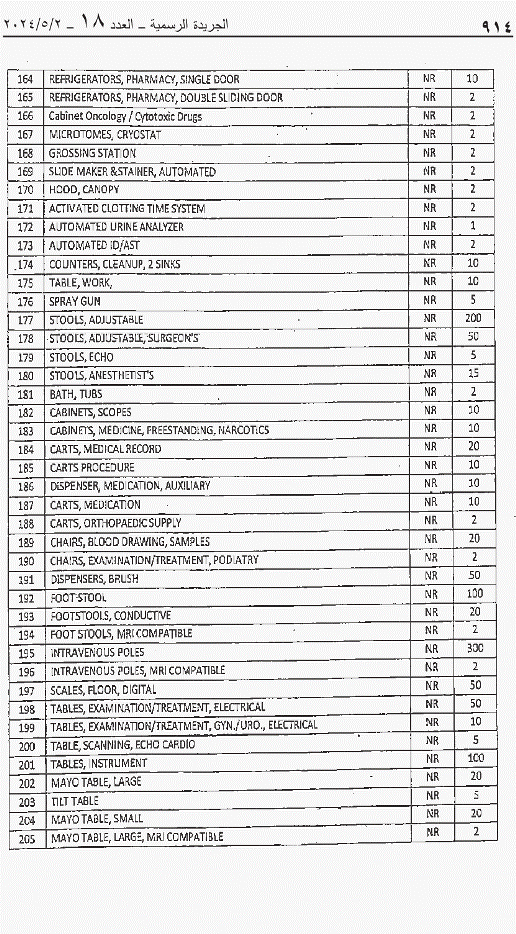 ٩١٤ الجريدة الرسمية – العدد ١٨ – ٢٠٢٤/٥/٢
164 REFRIGERATORS, PHARMACY, SINGLE DOOR NR 10
165 REFRIGERATORS, PHARMACY, DOUBLE SLIDING DOOR NR 2
166 Cabinet Oncology / Cytotoxic Drugs NR 2
167 MICROTOMES, CRYOSTAT NR 2
168 GROSSING STATION NR 2
169 SLIDE MAKER &STAINER, AUTOMATED NR 2
170 HOOD, CANOPY NR 2
171 ACTIVATED CLOTTING TIME SYSTEM NR 2
172 AUTOMATED URINE ANALYZER NR 1
173 AUTOMATED ID/AST NR 2
174 COUNTERS, CLEANUP, 2 SINKS NR 10
175 TABLE, WORK, NR 10
176 SPRAY GUN NR 5
177 STOOLS, ADJUSTABLE NR 200
178 STOOLS, ADJUSTABLE, SURGEON'S NR 50
179 STOOLS, ECHO NR 5
180 STOOLS, ANESTHETIST'S NR 15
181 BATH, TUBS NR 2
182 CABINETS, SCOPES NR 10
183 CABINETS, MEDICINE, FREESTANDING, NARCOTICS NR 10
184 CARTS, MEDICAL RECORD NR 20
185 CARTS PROCEDURE NR 10
186 DISPENSER, MEDICATION, AUXILIARY NR 10
187 CARTS, MEDICATION NR 10
188 CARTS, ORTHOPAEDIC SUPPLY NR 2
189 CHAIRS, BLOOD DRAWING, SAMPLES NR 20
190 CHAIRS, EXAMINATION/TREATMENT, PODIATRY NR 2
191 DISPENSERS, BRUSH NR 50
192 FOOT STOOL NR 100
193 FOOTSTOOLS, CONDUCTIVE NR 20
194 FOOT STOOLS, MRI COMPATIBLE NR 2
195 INTRAVENOUS POLES NR 300
196 INTRAVENOUS POLES, MRI COMPATIBLE NR 2
197 SCALES, FLOOR, DIGITAL NR 50
198 TABLES, EXAMINATION/TREATMENT, ELECTRICAL NR 50
199 TABLES, EXAMINATION/TREATMENT, GYN./URO., ELECTRICAL NR 10
200 TABLE, SCANNING, ECHO CARDIO NR 5
201 TABLES, INSTRUMENT NR 100
202 MAYO TABLE, LARGE NR 20
203 TILT TABLE NR 5
204 MAYO TABLE, SMALL NR 20
205 MAYO TABLE, LARGE, MRI COMPATIBLE NR 2